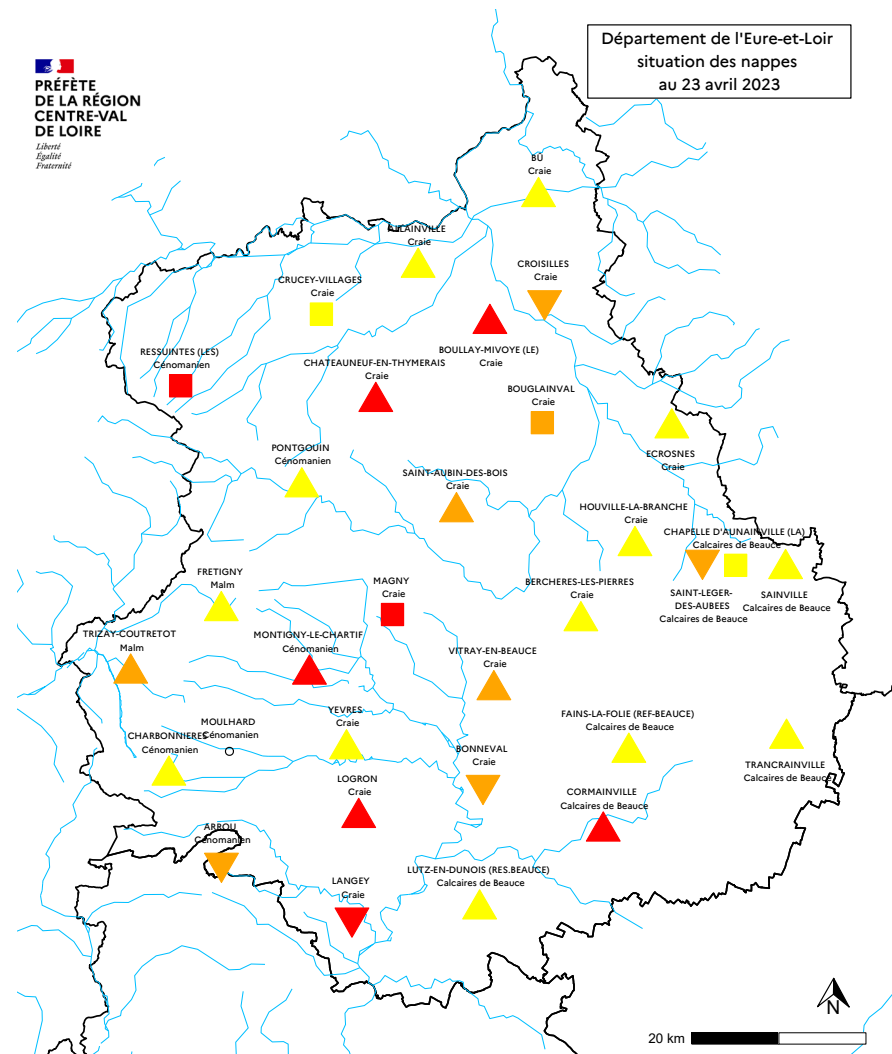 Département de l'Eure-et-Loir
situation des nappes
au 23 avril 2023
PRÉFÈTE
DE LA RÉGION
CENTRE-VAL
DE LOIRE
Liberté
Égalité
Fraternité
BÛ
Craie
Craie
CROISILLES
Craie
CRUCEY-VILLAGES
Craie
RESSUINTES (LES)
Cénomanien
CHATEAUNEUF-EN-THYMERAIS
Craie
BOULLAY-MIVOYE (LE)
Craie
BOUGLAINVAL
Craie
ECROSNES
Craie
PONTGOUIN
Cénomanien
SAINT-AUBIN-DES-BOIS
Craie
HOUVILLE-LA-BRANCHE
Craie
CHAPELLE D'AUNAINVILLE (LA)
Calcaires de Beauce
SAINT-LEGER-
DES-AUBEES
Calcaires de Beauce
SAINVILLE
Calcaires de Beauce
FRETIGNY
Malm
MAGNY
Craie
BERCHERES-LES-PIERRES
Craie
TRIZAY-COUTRETOT
Malm
MONTIGNY-LE-CHARTIF
Cénomanien
VITRAY-EN-BEAUCE
Craie
CHARBONNIERES
Cénomanien
MOULHARD
Cénomanien
YEVRES
Craie
FAINS-LA-FOLIE (REF-BEAUCE)
Calcaires de Beauce
TRANCRAINVILLE
Calcaires de Beauce
BONNEVAL
Craie
LOGRON
Craie
CORMAINVILLE
Calcaires de Beauce
ARROU
Cénomanien
LANGEY
Craie
LUTZ-EN-DUNOIS (RES.BEAUCE)
Calcaires de Beauce
N
20 km